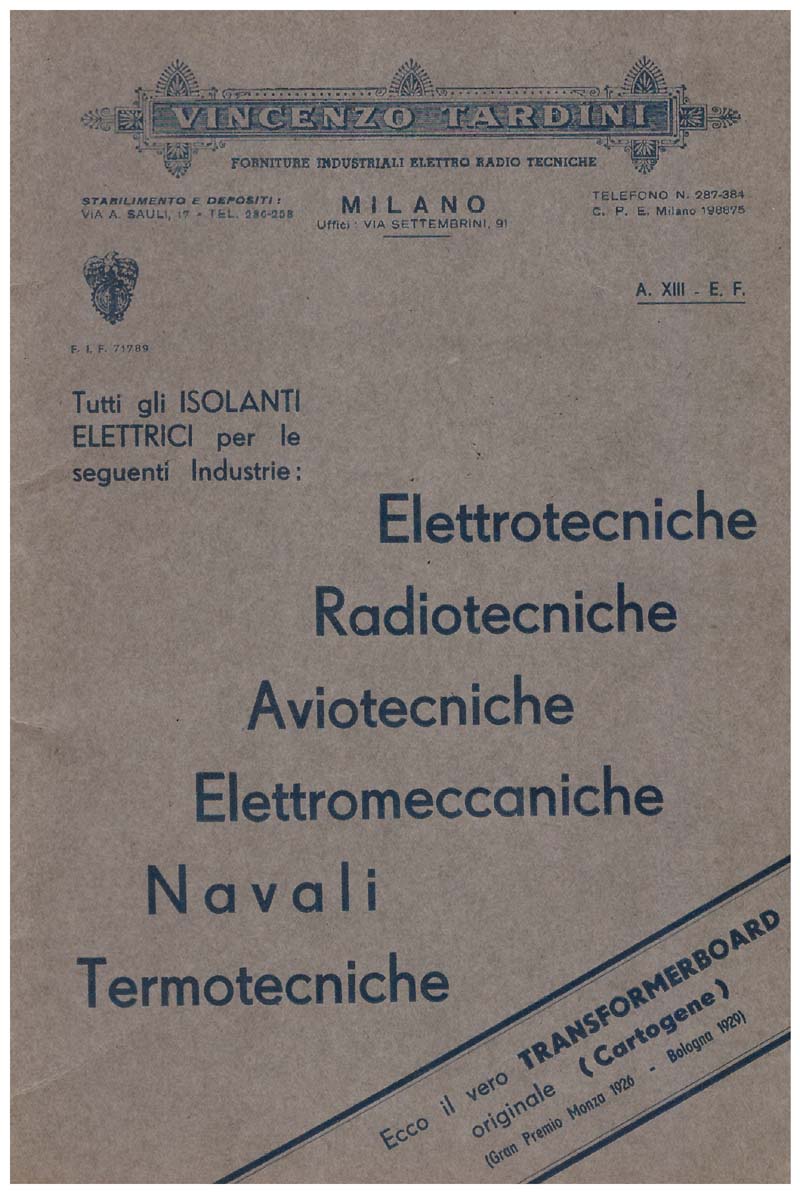 VINCENZO TARDINI
FORNITURE INDUSTRIALI ELETTRO RADIO TECNICHE
STABILIMENTO E DEPOSITI:
VIA A. SAULI, 17 - TEL. 286-258
MILANO
Uffici: VIA SETTEMBRINI, 91
TELEFONO N. 287-384
C. P. E. Milano 198875
A. XIII - E. F.
F. I. F. 71789
Tutti gli ISOLANTI
ELETTRICI per le
seguenti Industrie:
Elettrotecniche
Radiotecniche
Aviotecniche
Elettromeccaniche
Navali
Termotecniche
Ecco il vero TRANSFORMERBOARD
originale (Cartogene)
(Gran Premio Monza 1926 - Bologna 1929)